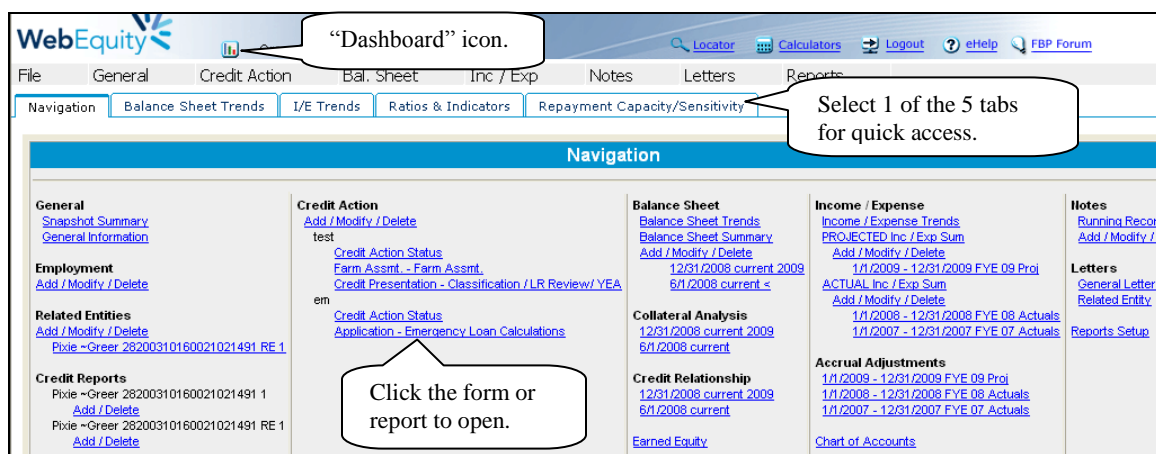 WebEquity
"Dashboard" icon.
Locator
Calculators
Logout
eHelp
FBP Forum
File General Credit Action Bal. Sheet Inc / Exp Notes Letters Reports
Navigation
Balance Sheet Trends
I/E Trends
Ratios & Indicators
Repayment Capacity/Sensitivity
Select 1 of the 5 tabs
for quick access.
Navigation
General
Snapshot Summary
General Information
Employment
Add / Modify / Delete
Related Entities
Add / Modify / Delete
Pixie ~Greer 28200310160021021491 RE 1
Credit Reports
Pixie ~Greer 28200310160021021491 1
Add / Delete
Pixie ~Greer 28200310160021021491 RE 1
Add / Delete
Credit Action
Add / Modify / Delete
test
Credit Action Status
Farm Assmt. - Farm Assmt.
Credit Presentation - Classification / LR Review/ YEA
em
Credit Action Status
Application - Emergency Loan Calculations
Click the form or
report to open.
Balance Sheet
Balance Sheet Trends
Balance Sheet Summary
Add / Modify / Delete
12/31/2008 current 2009
6/1/2008 current <
Collateral Analysis
12/31/2008 current 2009
6/1/2008 current
Credit Relationship
12/31/2008 current 2009
6/1/2008 current
Earned Equity
Income / Expense
Income / Expense Trends
PROJECTED Inc / Exp Sum
Add / Modify / Delete
1/1/2009 - 12/31/2009 FYE 09 Proj
ACTUAL Inc / Exp Sum
Add / Modify / Delete
1/1/2008 - 12/31/2008 FYE 08 Actuals
1/1/2007 - 12/31/2007 FYE 07 Actuals
Accrual Adjustments
1/1/2009 - 12/31/2009 FYE 09 Proj
1/1/2008 - 12/31/2008 FYE 08 Actuals
1/1/2007 - 12/31/2007 FYE 07 Actuals
Chart of Accounts
Notes
Running Recor
Add / Modify /
Letters
General Letter
Related Entity
Reports Setup